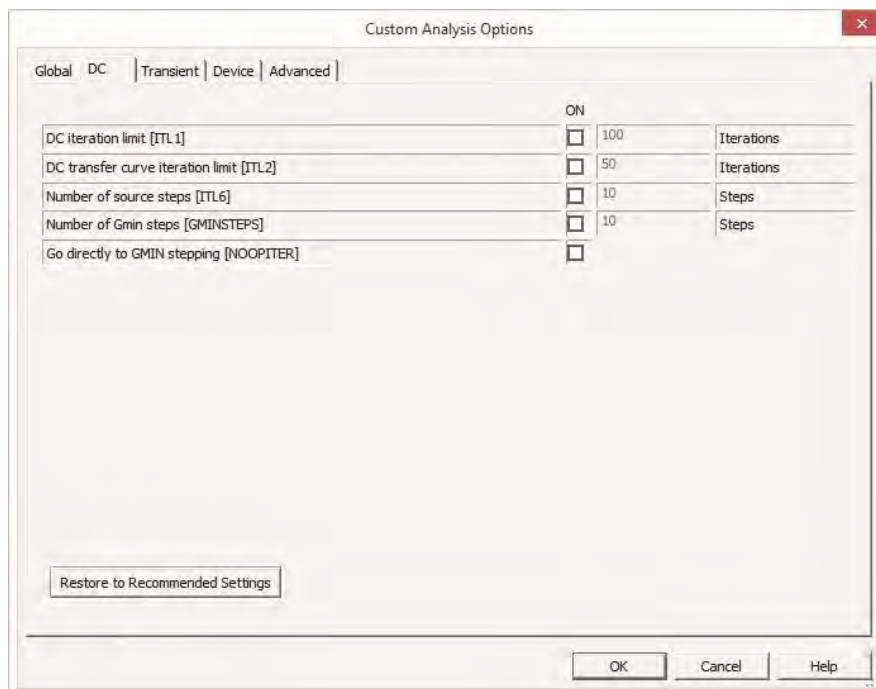 Custom Analysis Options
Global DC Transient Device Advanced
ON
DC iteration limit [ITL1] 100 Iterations
DC transfer curve iteration limit [ITL2] 50 Iterations
Number of source steps [ITL6] 10 Steps
Number of Gmin steps [GMINSTEPS] 10 Steps
Go directly to GMIN stepping [NOOPITER]
Restore to Recommended Settings
OK Cancel Help